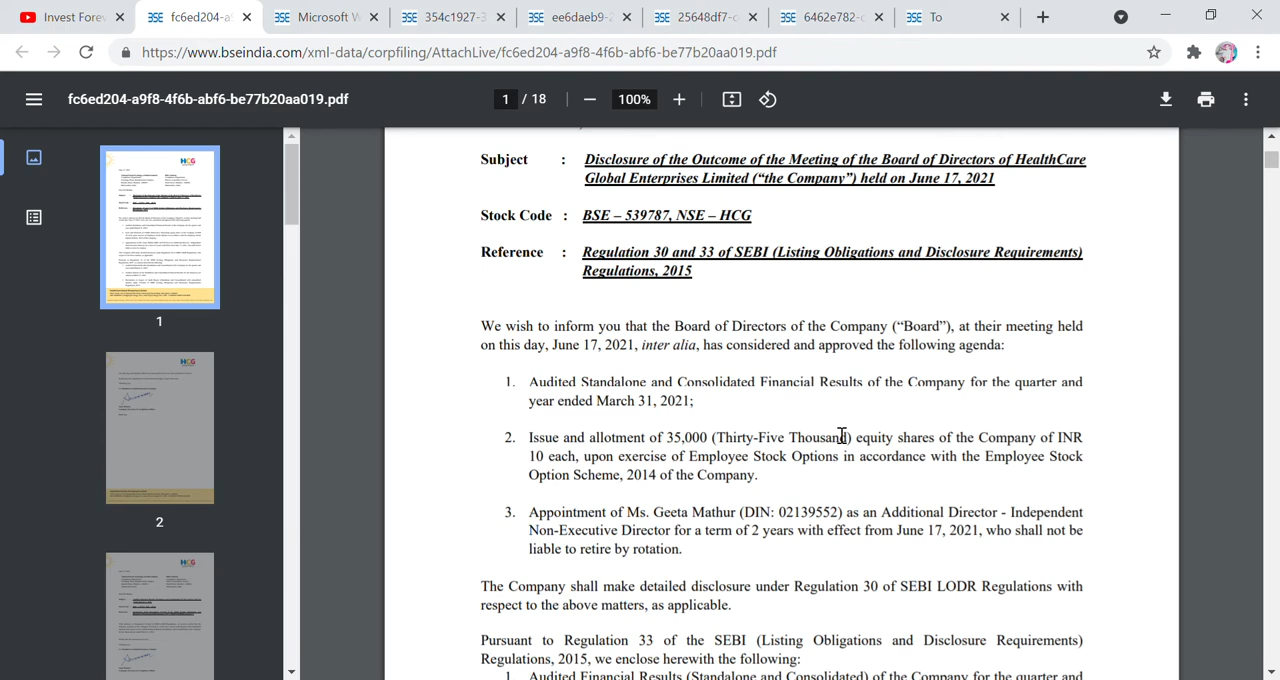 Invest Fore
fc6ed204-a
Microsoft W
354c1927-3
ee6daeb9-2
25648df7-c
6462e782-c
To
https://www.bseindia.com/xml-data/corpfiling/AttachLive/fc6ed204-a9f8-4f6b-abf6-be77b20aa019.pdf
fc6ed204-a9f8-4f6b-abf6-be77b20aa019.pdf
1 / 18
100%
HCG
1
HCG
2
HCG
Subject : Disclosure of the Outcome of the Meeting of the Board of Directors of HealthCare
Global Enterprises Limited (“the Company”) held on June 17, 2021
Stock Code : BSE – 539787, NSE – HCG
Reference : Regulation 30 and 33 of SEBI (Listing Obligations and Disclosure Requirements)
Regulations, 2015
We wish to inform you that the Board of Directors of the Company (“Board”), at their meeting held
on this day, June 17, 2021, inter alia, has considered and approved the following agenda:
1. Audited Standalone and Consolidated Financial Results of the Company for the quarter and
year ended March 31, 2021;
2. Issue and allotment of 35,000 (Thirty-Five Thousand) equity shares of the Company of INR
10 each, upon exercise of Employee Stock Options in accordance with the Employee Stock
Option Scheme, 2014 of the Company.
3. Appointment of Ms. Geeta Mathur (DIN: 02139552) as an Additional Director - Independent
Non-Executive Director for a term of 2 years with effect from June 17, 2021, who shall not be
liable to retire by rotation.
The Company shall make detailed disclosure under Regulation 30 of SEBI LODR Regulations with
respect to the above matters, as applicable.
Pursuant to Regulation 33 of the SEBI (Listing Obligations and Disclosure Requirements)
Regulations, 2015, we enclose herewith the following:
1. Audited Financial Results (Standalone and Consolidated) of the Company for the quarter and